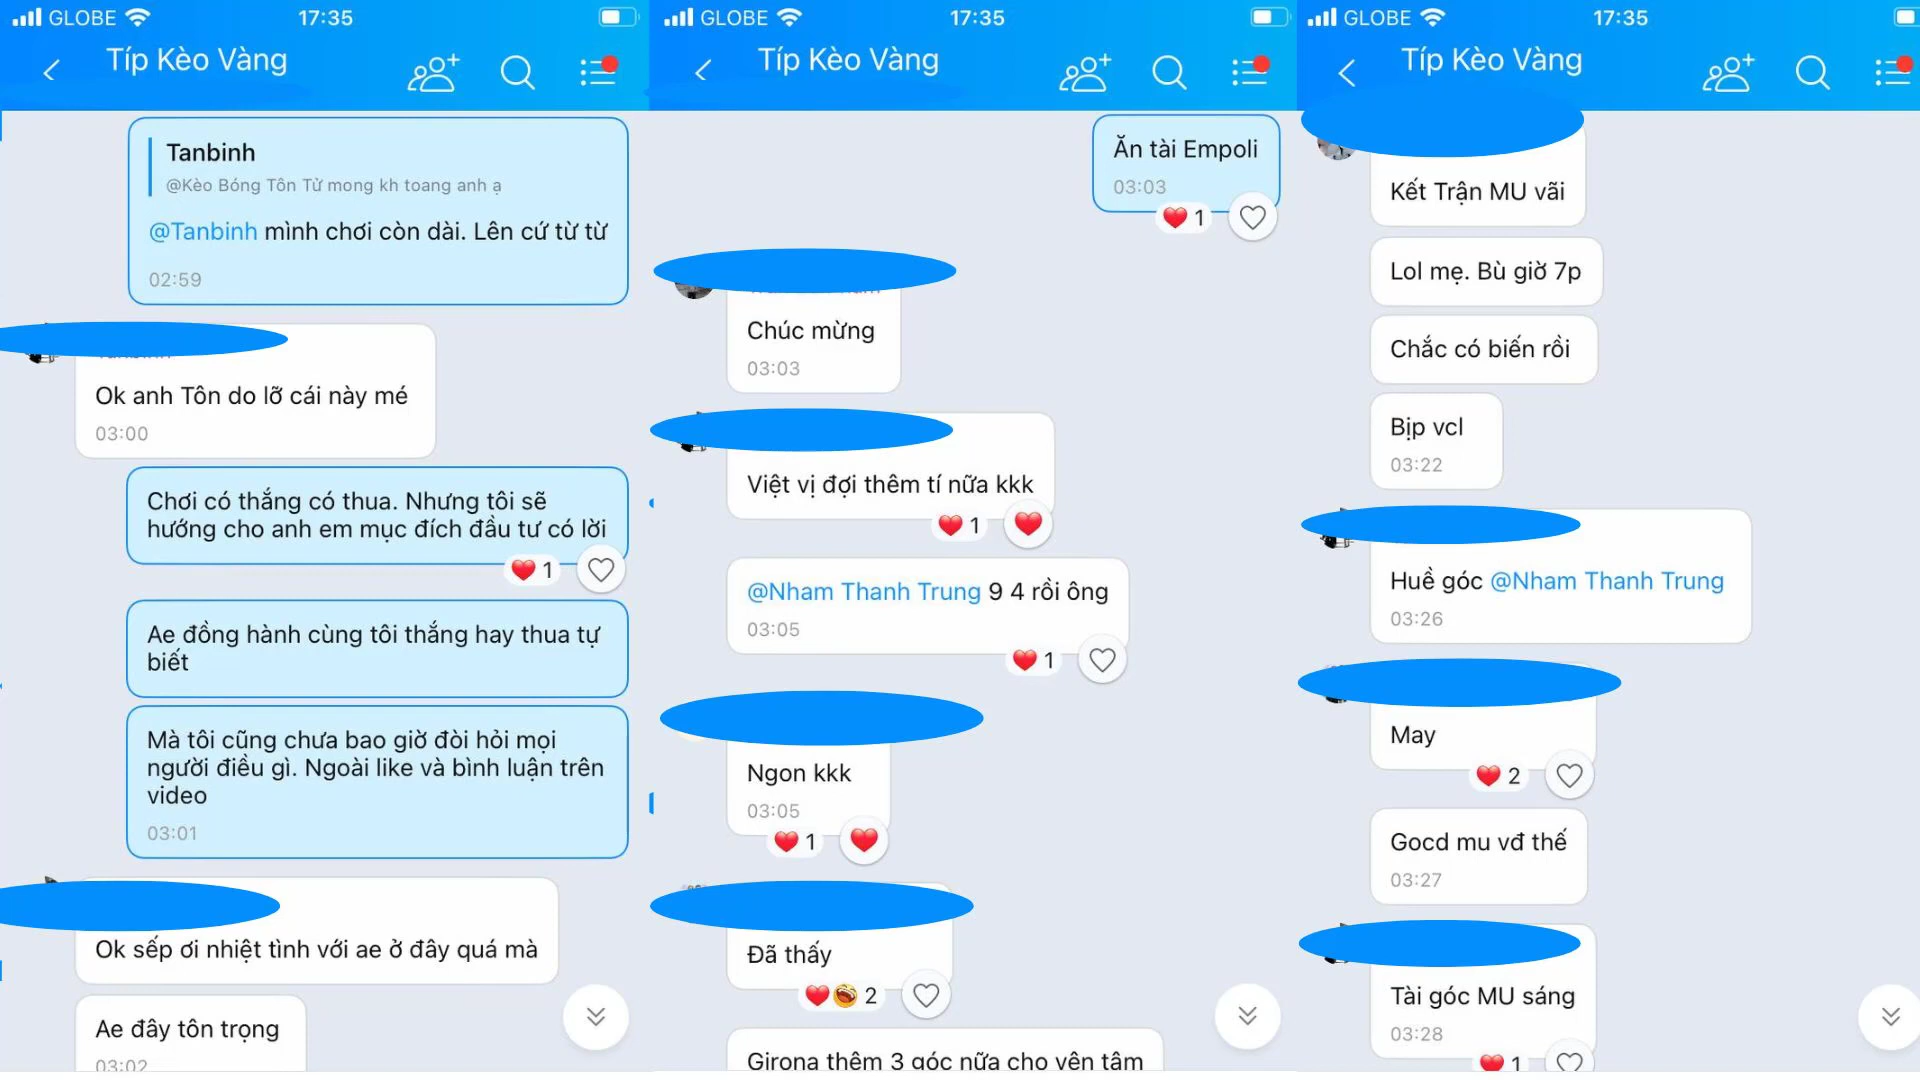 GLOBE
17:35
Típ Kèo Vàng
Tanbinh
@Kèo Bóng Tôn Tử mong kh toang anh ạ
@Tanbinh mình chơi còn dài. Lên cứ từ từ
02:59
Ok anh Tôn do lỡ cái này mé
03:00
Chơi có thắng có thua. Nhưng tôi sẽ
hướng cho anh em mục đích đầu tư có lời
1
Ae đồng hành cùng tôi thắng hay thua tự
biết
Mà tôi cũng chưa bao giờ đòi hỏi mọi
người điều gì. Ngoài like và bình luận trên
video
03:01
Ok sếp ơi nhiệt tình với ae ở đây quá mà
Ae đây tôn trọng
03:02
GLOBE
17:35
Típ Kèo Vàng
Ăn tài Empoli
03:03
1
Chúc mừng
03:03
Việt vị đợi thêm tí nữa kkk
1
@Nham Thanh Trung 9 4 rồi ông
03:05
1
Ngon kkk
03:05
1
Đã thấy
2
Girona thêm 3 góc nữa cho yên tâm
GLOBE
17:35
Típ Kèo Vàng
Kết Trận MU vãi
Lol mẹ. Bù giờ 7p
Chắc có biến rồi
Bịp vcl
03:22
Huề góc @Nham Thanh Trung
03:26
May
2
Gocd mu vđ thế
03:27
Tài góc MU sáng
03:28
1